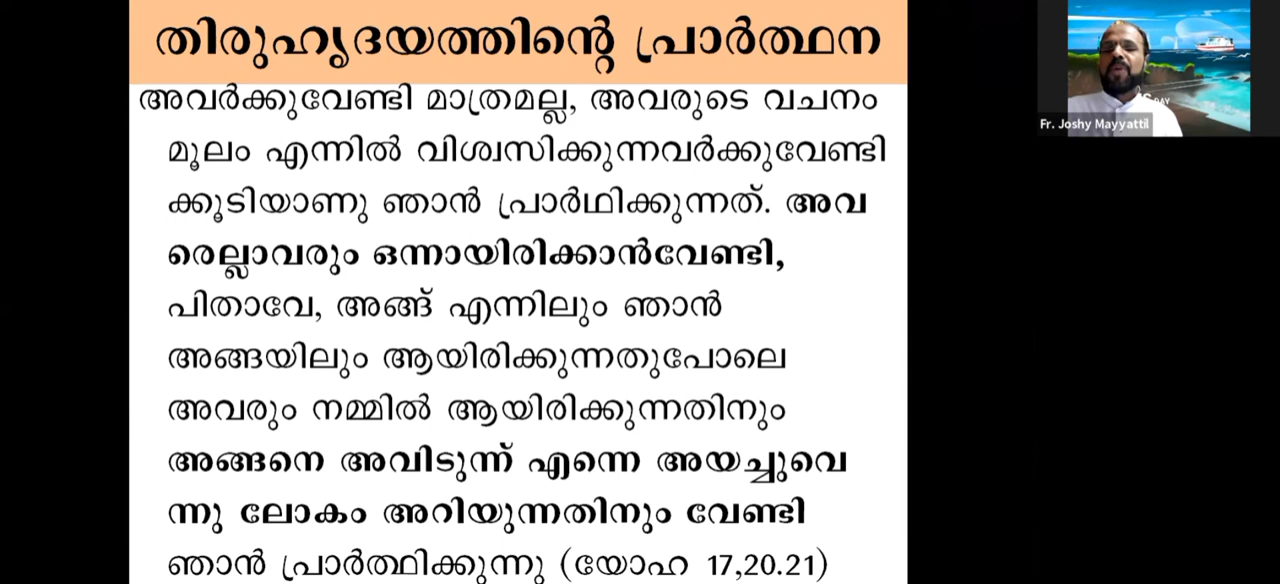 തിരുഹൃദയത്തിന്റെ പ്രാർത്ഥന
അവർക്കുവേണ്ടി മാത്രമല്ല, അവരുടെ വചനം
മൂലം എന്നിൽ വിശ്വസിക്കുന്നവർക്കുവേണ്ടി
ക്കൂടിയാണു ഞാൻ പ്രാർഥിക്കുന്നത്. അവ
രെല്ലാവരും ഒന്നായിരിക്കാൻവേണ്ടി,
പിതാവേ, അങ്ങ് എന്നിലും ഞാൻ
അങ്ങയിലും ആയിരിക്കുന്നതുപോലെ
അവരും നമ്മിൽ ആയിരിക്കുന്നതിനും
അങ്ങനെ അവിടുന്ന് എന്നെ അയച്ചുവെ
ന്നു ലോകം അറിയുന്നതിനും വേണ്ടി
ഞാൻ പ്രാർത്ഥിക്കുന്നു (യോഹ 17,20.21)
DAY
Fr. Joshy Mayyattil